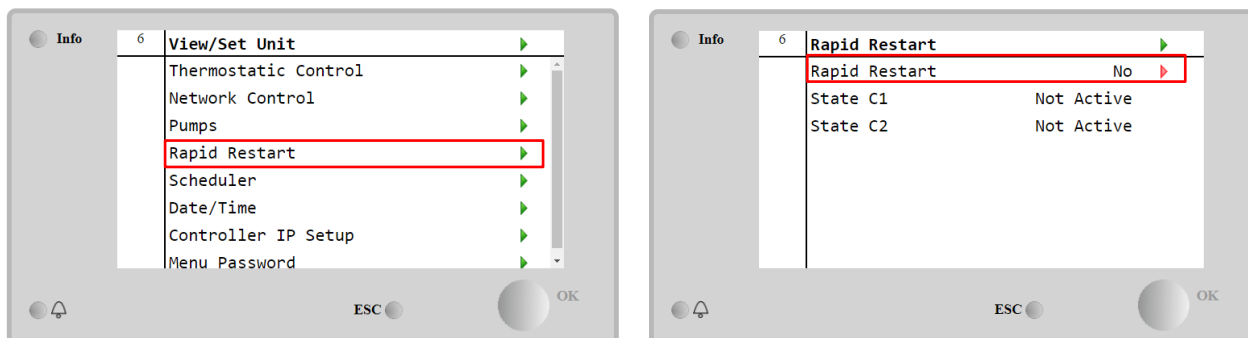 Info
6 View/Set Unit
Thermostatic Control
Network Control
Pumps
Rapid Restart
Scheduler
Date/Time
Controller IP Setup
Menu Password
ESC
OK
Info
6 Rapid Restart
Rapid Restart No
State C1 Not Active
State C2 Not Active
ESC
OK